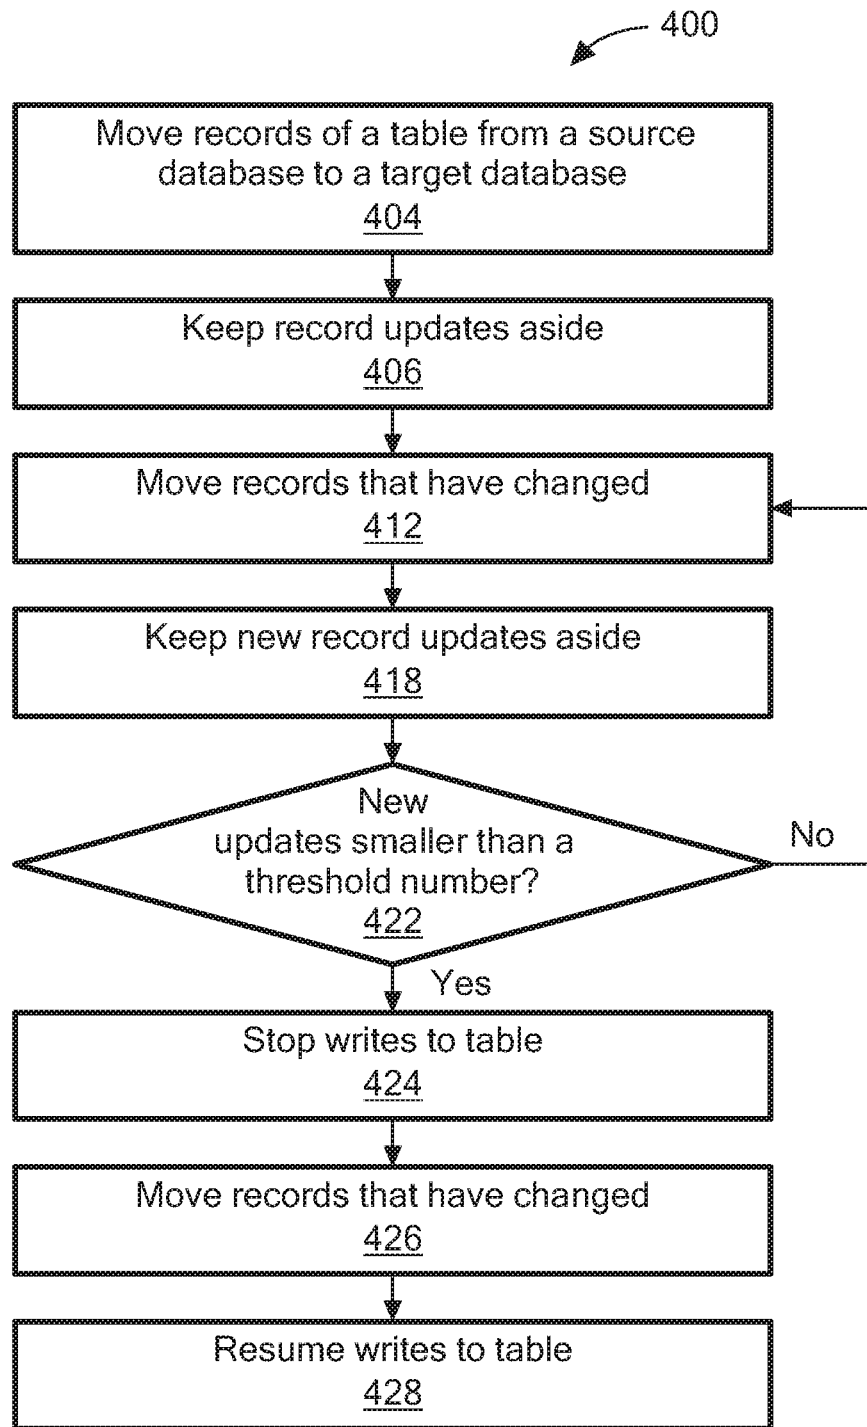 400
Move records of a table from a source
database to a target database
404
Keep record updates aside
406
Move records that have changed
412
Keep new record updates aside
418
New
updates smaller than a
threshold number?
422
No
Yes
Stop writes to table
424
Move records that have changed
426
Resume writes to table
428